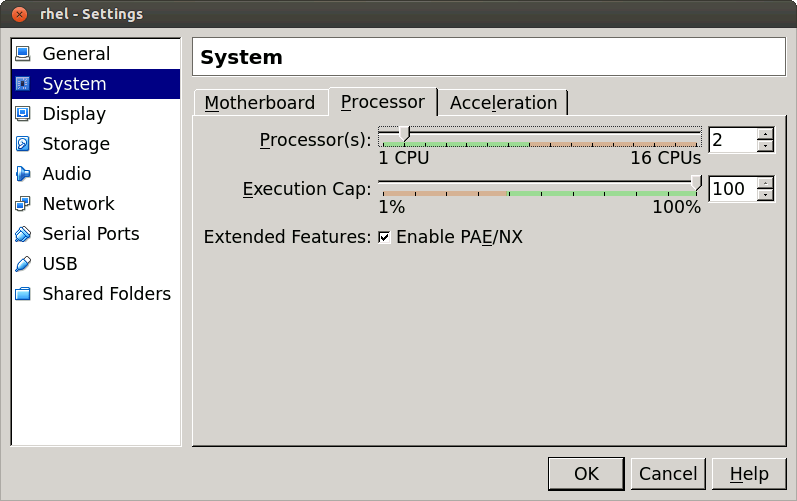 rhel - Settings
General
System
Display
Storage
Audio
Network
Serial Ports
USB
Shared Folders
System
Motherboard Processor Acceleration
Processor(s): 2
1 CPU 16 CPUs
Execution Cap: 100
1% 100%
Extended Features: Enable PAE/NX
OK Cancel Help